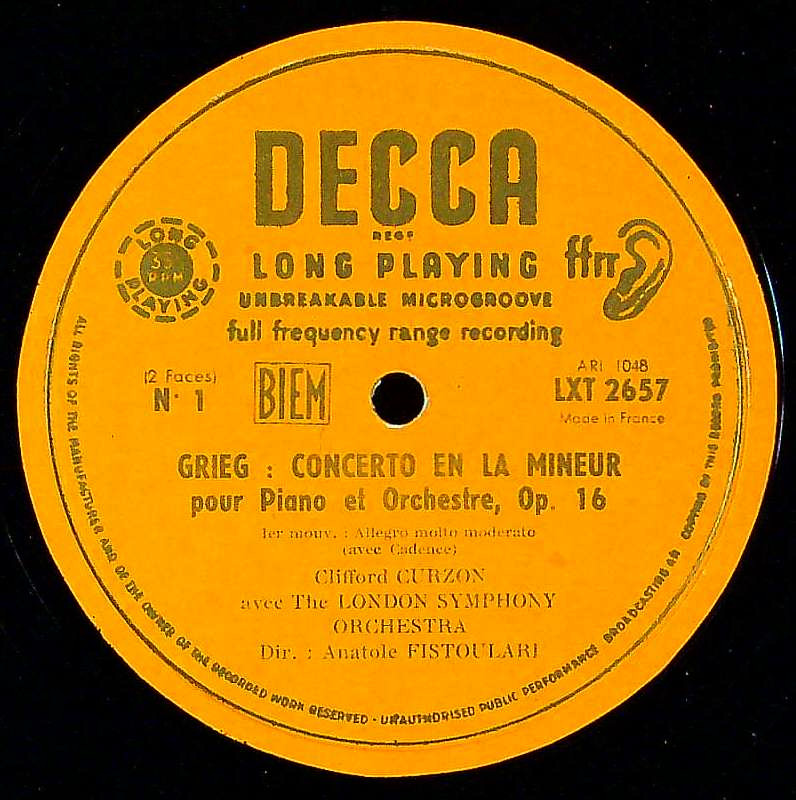 DECCA
REGD
LONG PLAYING
UNBREAKABLE MICROGROOVE
full frequency range recording
LONG
33
RPM
PLAYING
ffrr
(2 Faces)
N· 1
BIEM
ARL 1048
LXT 2657
Made in France
GRIEG : CONCERTO EN LA MINEUR
pour Piano et Orchestre, Op. 16
1er mouv. : Allegro molto moderato
(avec Cadence)
Clifford CURZON
avec The LONDON SYMPHONY
ORCHESTRA
Dir. : Anatole FISTOULARI
ALL RIGHTS OF THE MANUFACTURER AND OF THE OWNER OF THE RECORDED WORK RESERVED · UNAUTHORISED PUBLIC PERFORMANCE BROADCASTING AND COPYING OF THIS RECORD PROHIBITED